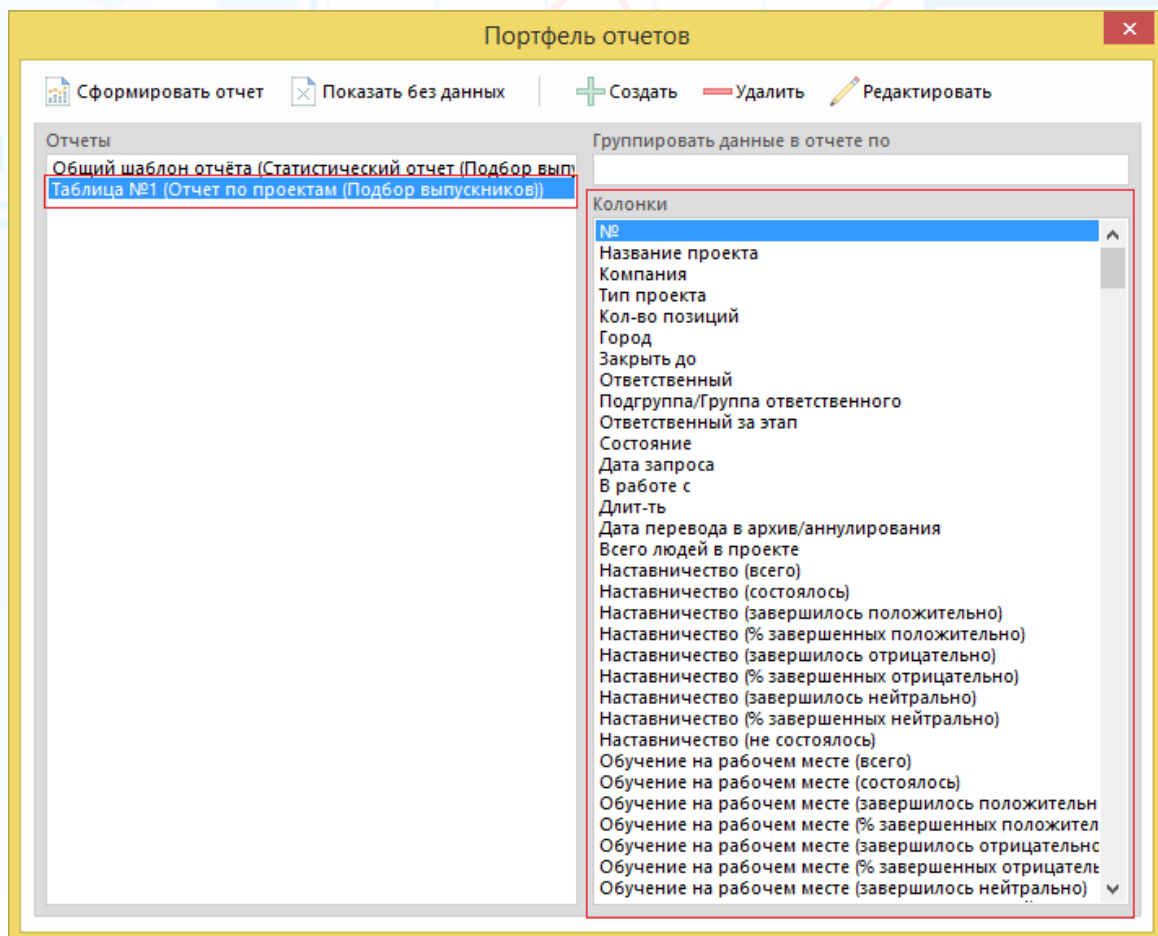 Портфель отчетов
Сформировать отчет Показать без данных Создать Удалить Редактировать
Отчеты
Общий шаблон отчёта (Статистический отчет (Подбор вып
Таблица №1 (Отчет по проектам (Подбор выпускников))
Группировать данные в отчете по
Колонки
№
Название проекта
Компания
Тип проекта
Кол-во позиций
Город
Закрыть до
Ответственный
Подгруппа/Группа ответственного
Ответственный за этап
Состояние
Дата запроса
В работе с
Длит-ть
Дата перевода в архив/аннулирования
Всего людей в проекте
Наставничество (всего)
Наставничество (состоялось)
Наставничество (завершилось положительно)
Наставничество (% завершенных положительно)
Наставничество (завершилось отрицательно)
Наставничество (% завершенных отрицательно)
Наставничество (завершилось нейтрально)
Наставничество (% завершенных нейтрально)
Наставничество (не состоялось)
Обучение на рабочем месте (всего)
Обучение на рабочем месте (состоялось)
Обучение на рабочем месте (завершилось положительн
Обучение на рабочем месте (% завершенных положител
Обучение на рабочем месте (завершилось отрицательнс
Обучение на рабочем месте (% завершенных отрицатель
Обучение на рабочем месте (завершилось нейтрально)